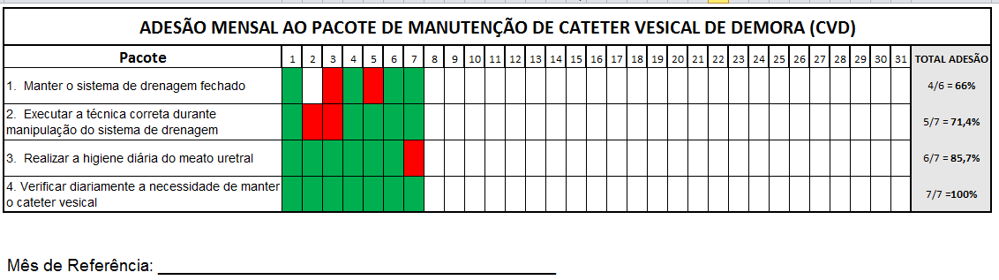 ADESÃO MENSAL AO PACOTE DE MANUTENÇÃO DE CATETER VESICAL DE DEMORA (CVD)
Pacote 1 2 3 4 5 6 7 8 9 10 11 12 13 14 15 16 17 18 19 20 21 22 23 24 25 26 27 28 29 30 31 TOTAL ADESÃO
1. Manter o sistema de drenagem fechado 4/6 = 66%
2. Executar a técnica correta durante
manipulação do sistema de drenagem 5/7 = 71,4%
3. Realizar a higiene diária do meato uretral 6/7 = 85,7%
4. Verificar diariamente a necessidade de manter
o cateter vesical 7/7 =100%
Mês de Referência: